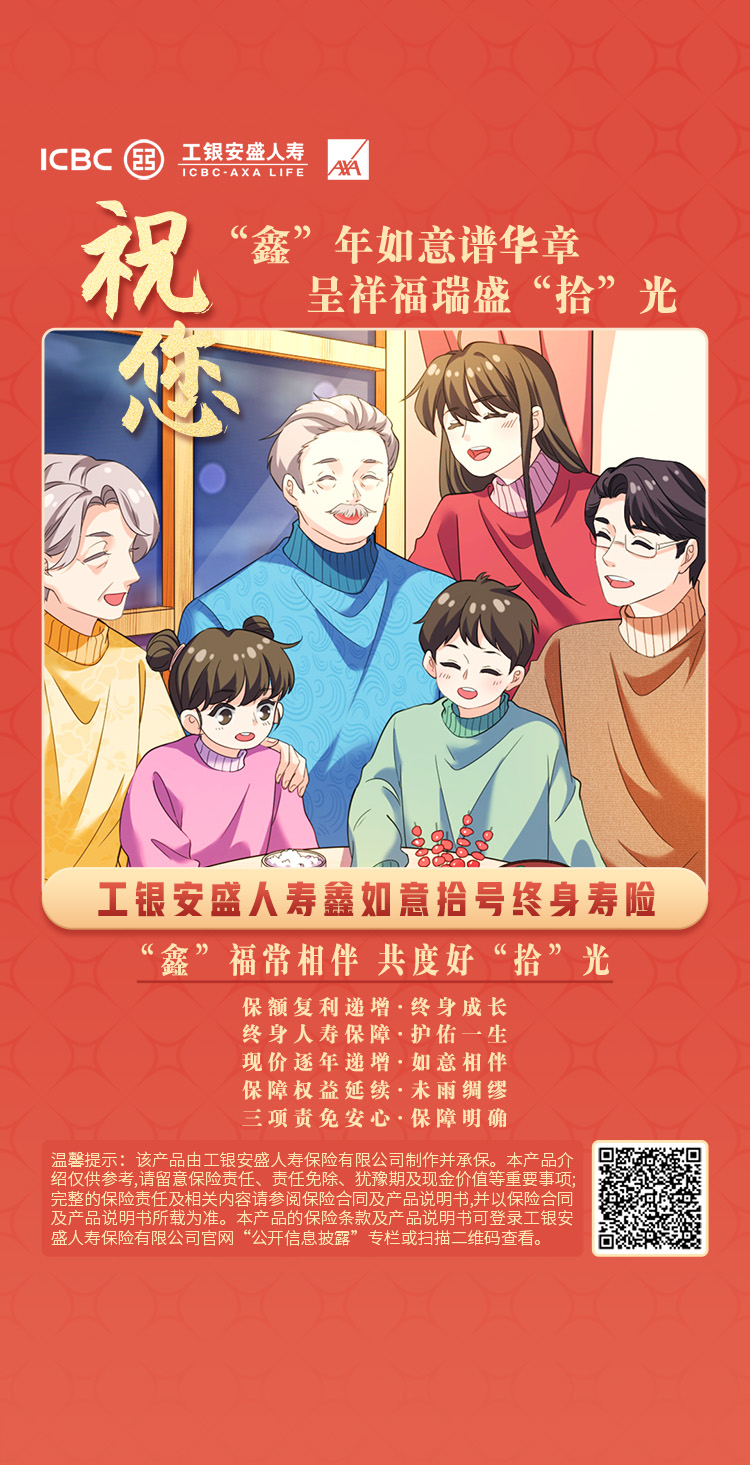 ICBC 工银安盛人寿 AXA
ICBC-AXA LIFE
祝您
“鑫”年如意谱华章
呈祥福瑞盛“拾”光
工银安盛人寿鑫如意拾号终身寿险
“鑫”福常相伴 共度好“拾”光
保额复利递增·终身成长
终身人寿保障·护佑一生
现价逐年递增·如意相伴
保障权益延续·未雨绸缪
三项责免安心·保障明确
温馨提示：该产品由工银安盛人寿保险有限公司制作并承保。本产品介
绍仅供参考,请留意保险责任、责任免除、犹豫期及现金价值等重要事项;
完整的保险责任及相关内容请参阅保险合同及产品说明书,并以保险合同
及产品说明书所载为准。本产品的保险条款及产品说明书可登录工银安
盛人寿保险有限公司官网“公开信息披露”专栏或扫描二维码查看。